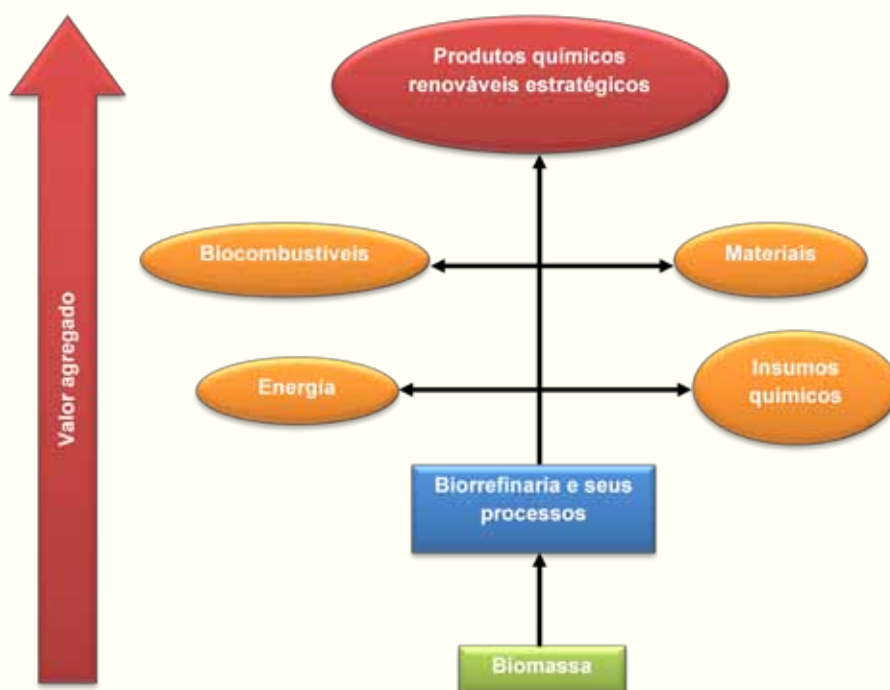 Produtos químicos
renováveis estratégicos
Biocombustíveis
Materiais
Valor agregado
Energia
Insumos
químicos
Biorrefinaria e seus
processos
Biomassa